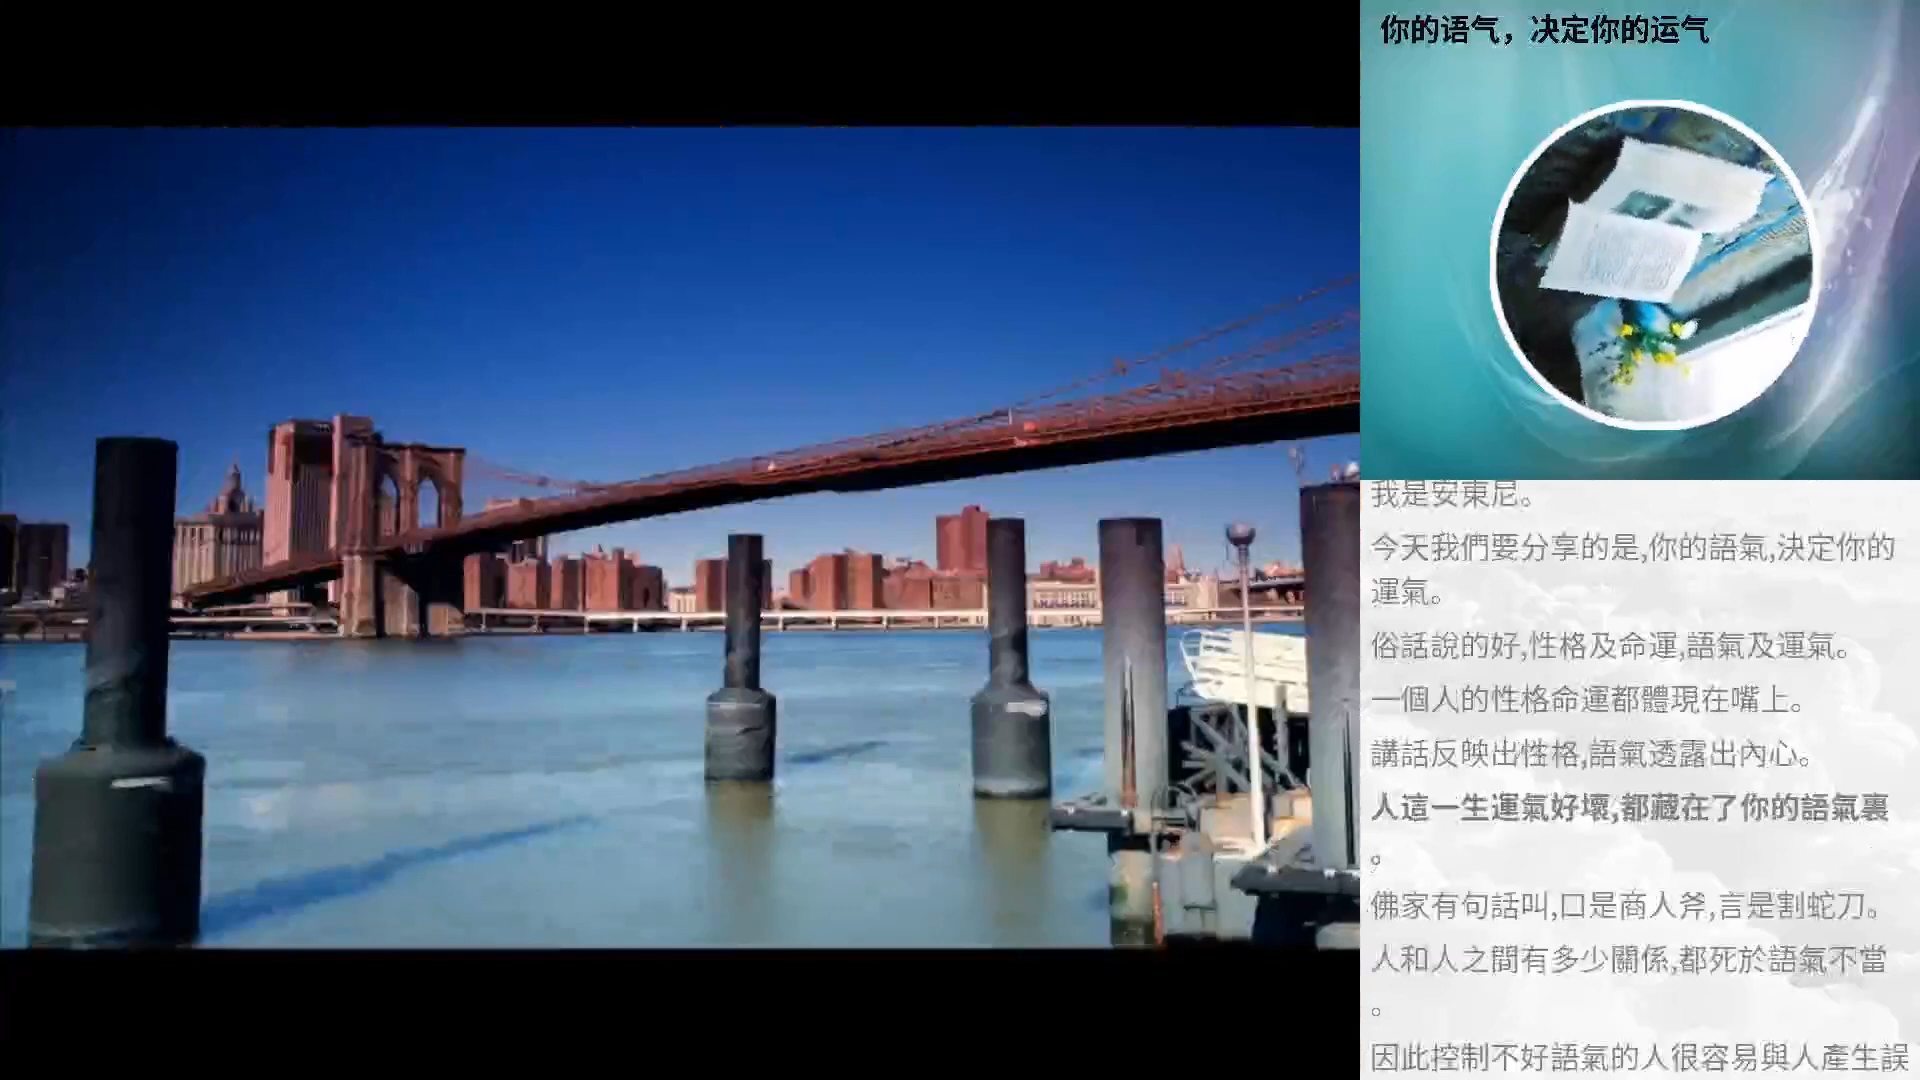 你的语气，决定你的运气
我是安東尼。
今天我們要分享的是,你的語氣,決定你的
運氣。
俗話說的好,性格及命運,語氣及運氣。
一個人的性格命運都體現在嘴上。
講話反映出性格,語氣透露出內心。
人這一生運氣好壞,都藏在了你的語氣裏
。
佛家有句話叫,口是商人斧,言是割蛇刀。
人和人之間有多少關係,都死於語氣不當
。
因此控制不好語氣的人很容易與人產生誤